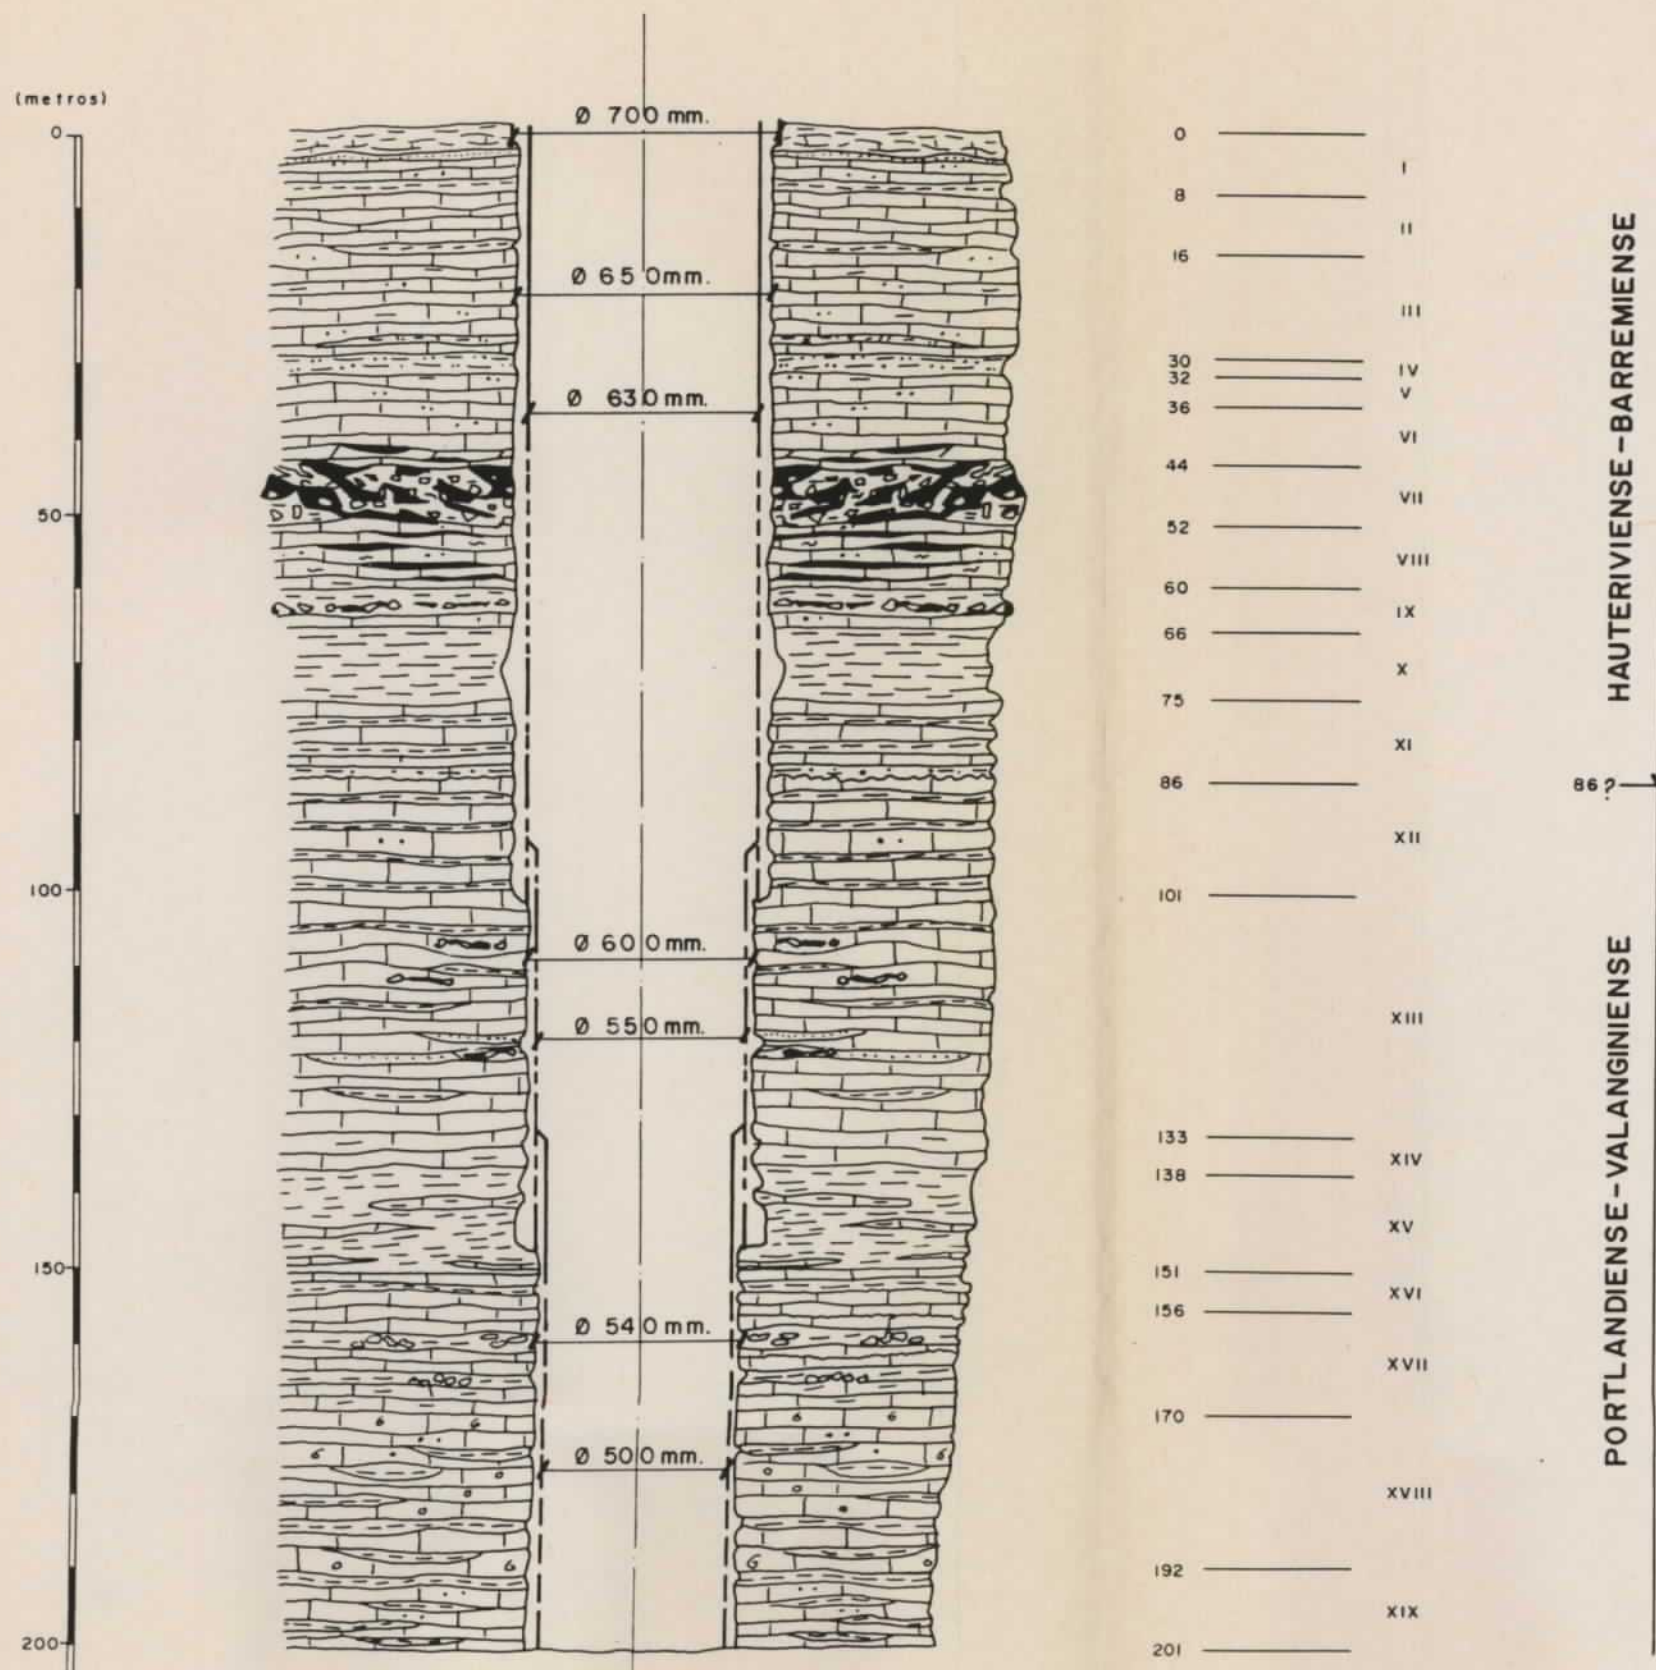 (metros)
0
50
100
150
200
Ø 700 mm.
Ø 650 mm.
Ø 630 mm.
Ø 600 mm.
Ø 550 mm.
Ø 540 mm.
Ø 500 mm.
0
I
8
II
16
III
30
IV
32
V
36
VI
44
VII
52
VIII
60
IX
66
X
75
XI
86
XII
101
XIII
133
XIV
138
XV
151
XVI
156
XVII
170
XVIII
192
XIX
201
HAUTERIVIENSE-BARREMIENSE
86?
PORTLANDIENSE-VALANGINIENSE